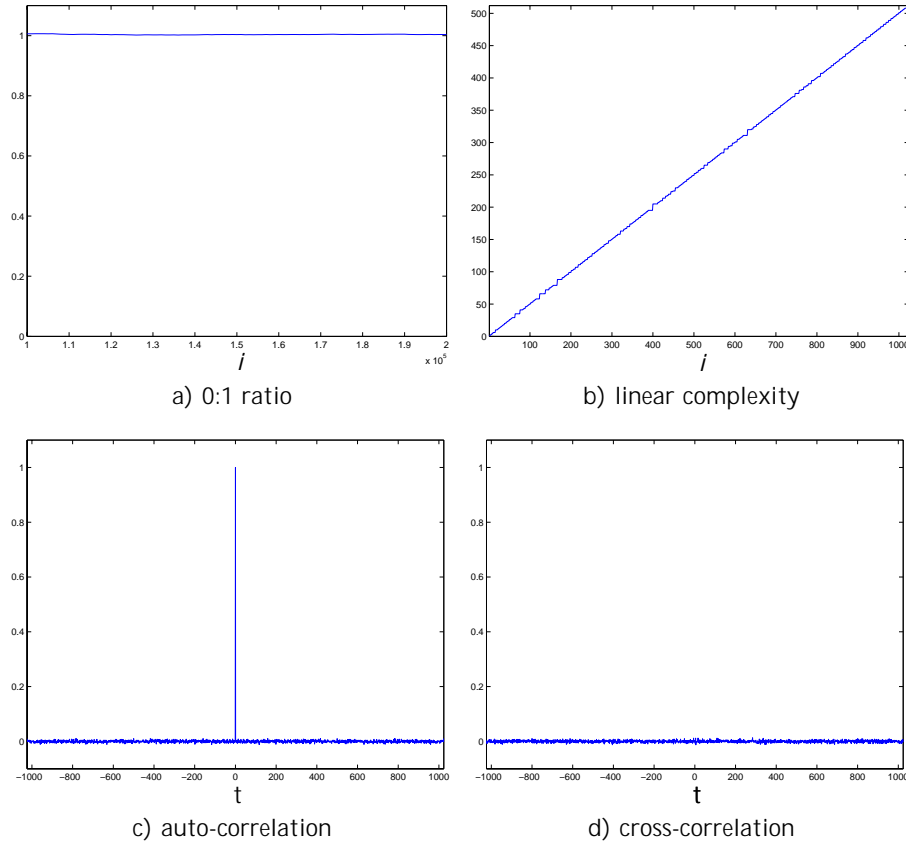 1
0.8
0.6
0.4
0.2
0
1 1.1 1.2 1.3 1.4 1.5 1.6 1.7 1.8 1.9 2
x 10^5
i
a) 0:1 ratio
500
450
400
350
300
250
200
150
100
50
0
100 200 300 400 500 600 700 800 900 1000
i
b) linear complexity
1
0.8
0.6
0.4
0.2
0
−1000 −800 −600 −400 −200 0 200 400 600 800 1000
t
c) auto-correlation
1
0.8
0.6
0.4
0.2
0
−1000 −800 −600 −400 −200 0 200 400 600 800 1000
t
d) cross-correlation